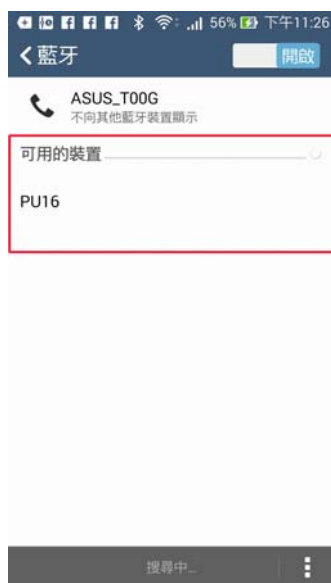 56% 下午11:26
藍牙
開啟
ASUS_T00G
不向其他藍牙裝置顯示
可用的裝置
PU16
搜尋中...